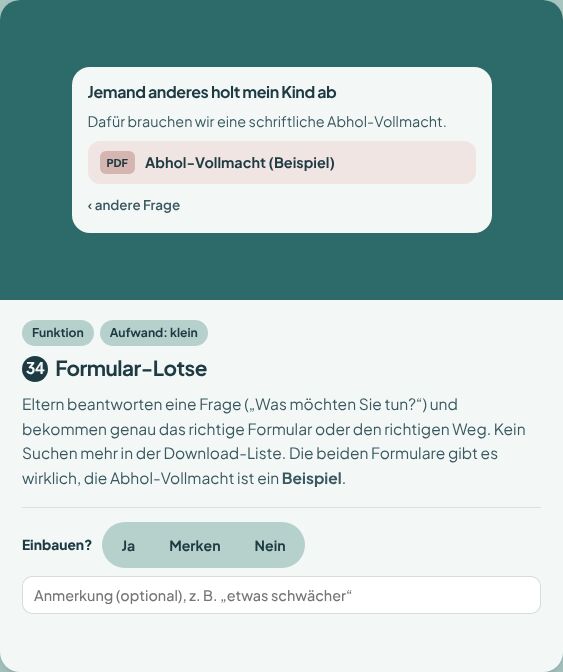 Jemand anderes holt mein Kind ab
Dafür brauchen wir eine schriftliche Abhol-Vollmacht.
PDF Abhol-Vollmacht (Beispiel)
‹ andere Frage
Funktion Aufwand: klein
34 Formular-Lotse
Eltern beantworten eine Frage („Was möchten Sie tun?“) und
bekommen genau das richtige Formular oder den richtigen Weg. Kein
Suchen mehr in der Download-Liste. Die beiden Formulare gibt es
wirklich, die Abhol-Vollmacht ist ein Beispiel.
Einbauen? Ja Merken Nein
Anmerkung (optional), z. B. „etwas schwächer“